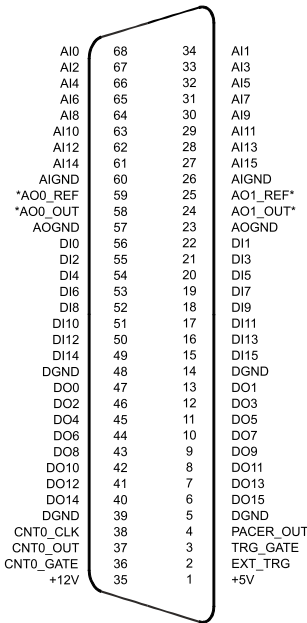 AI0 68 34 AI1
AI2 67 33 AI3
AI4 66 32 AI5
AI6 65 31 AI7
AI8 64 30 AI9
AI10 63 29 AI11
AI12 62 28 AI13
AI14 61 27 AI15
AIGND 60 26 AIGND
*AO0_REF 59 25 AO1_REF*
*AO0_OUT 58 24 AO1_OUT*
AOGND 57 23 AOGND
DI0 56 22 DI1
DI2 55 21 DI3
DI4 54 20 DI5
DI6 53 19 DI7
DI8 52 18 DI9
DI10 51 17 DI11
DI12 50 16 DI13
DI14 49 15 DI15
DGND 48 14 DGND
DO0 47 13 DO1
DO2 46 12 DO3
DO4 45 11 DO5
DO6 44 10 DO7
DO8 43 9 DO9
DO10 42 8 DO11
DO12 41 7 DO13
DO14 40 6 DO15
DGND 39 5 DGND
CNT0_CLK 38 4 PACER_OUT
CNT0_OUT 37 3 TRG_GATE
CNT0_GATE 36 2 EXT_TRG
+12V 35 1 +5V